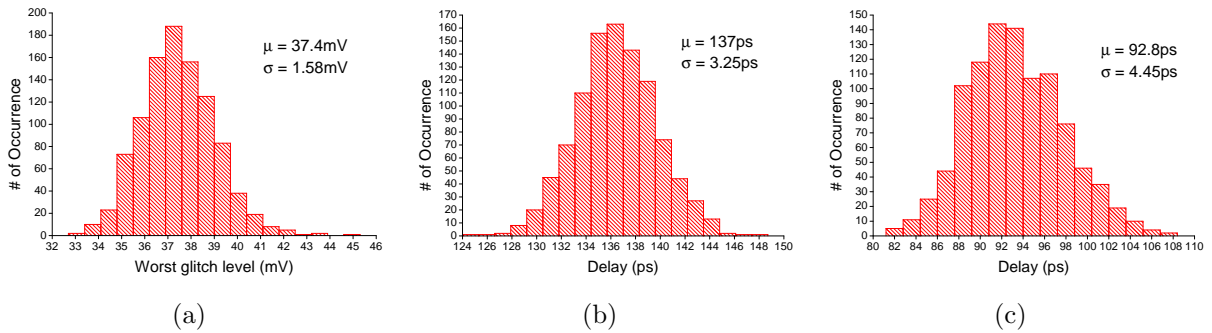 200
180
160
140
120
100
80
60
40
20
0
# of Occurrence
μ = 37.4mV
σ = 1.58mV
32 33 34 35 36 37 38 39 40 41 42 43 44 45 46
Worst glitch level (mV)
(a)
170
160
150
140
130
120
110
100
90
80
70
60
50
40
30
20
10
0
# of Occurrence
μ = 137ps
σ = 3.25ps
124 126 128 130 132 134 136 138 140 142 144 146 148 150
Delay (ps)
(b)
150
140
130
120
110
100
90
80
70
60
50
40
30
20
10
0
# of Occurrence
μ = 92.8ps
σ = 4.45ps
80 82 84 86 88 90 92 94 96 98 100 102 104 106 108 110
Delay (ps)
(c)